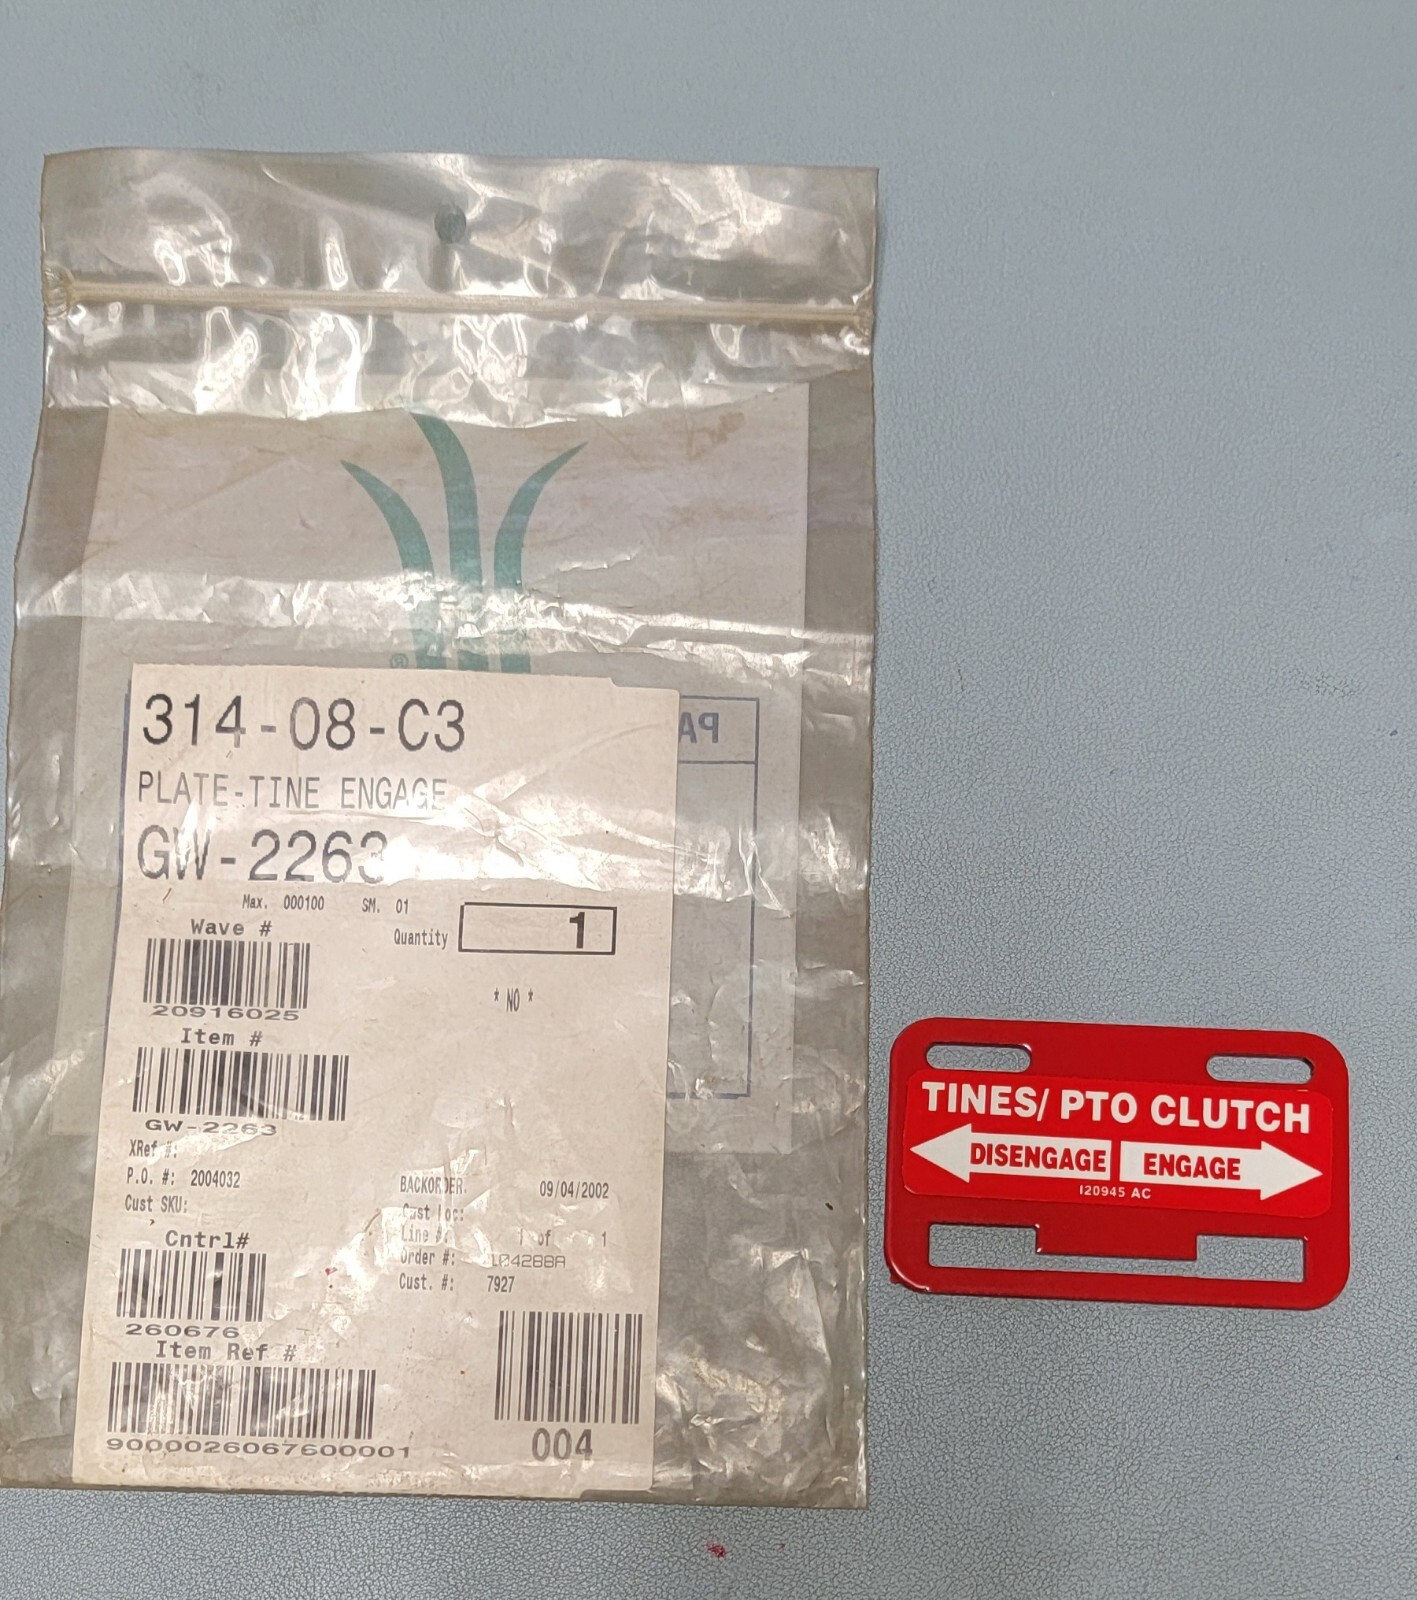 ®
PA
314-08-C3
PLATE-TINE ENGAGE
GW-2263
Max. 000100 SM. 01
Wave #
Quantity 1
20916025
* NO *
Item #
GW-2263
XRef #:
P.O. #: 2004032
BACKORDER: 09/04/2002
Cust SKU:
Cust Loc:
Cntrl#
Line #: 1 of 1
Order #: 104288A
Cust. #: 7927
260676
Item Ref #
9000026067600001
004
TINES/ PTO CLUTCH
DISENGAGE ENGAGE
120945 AC